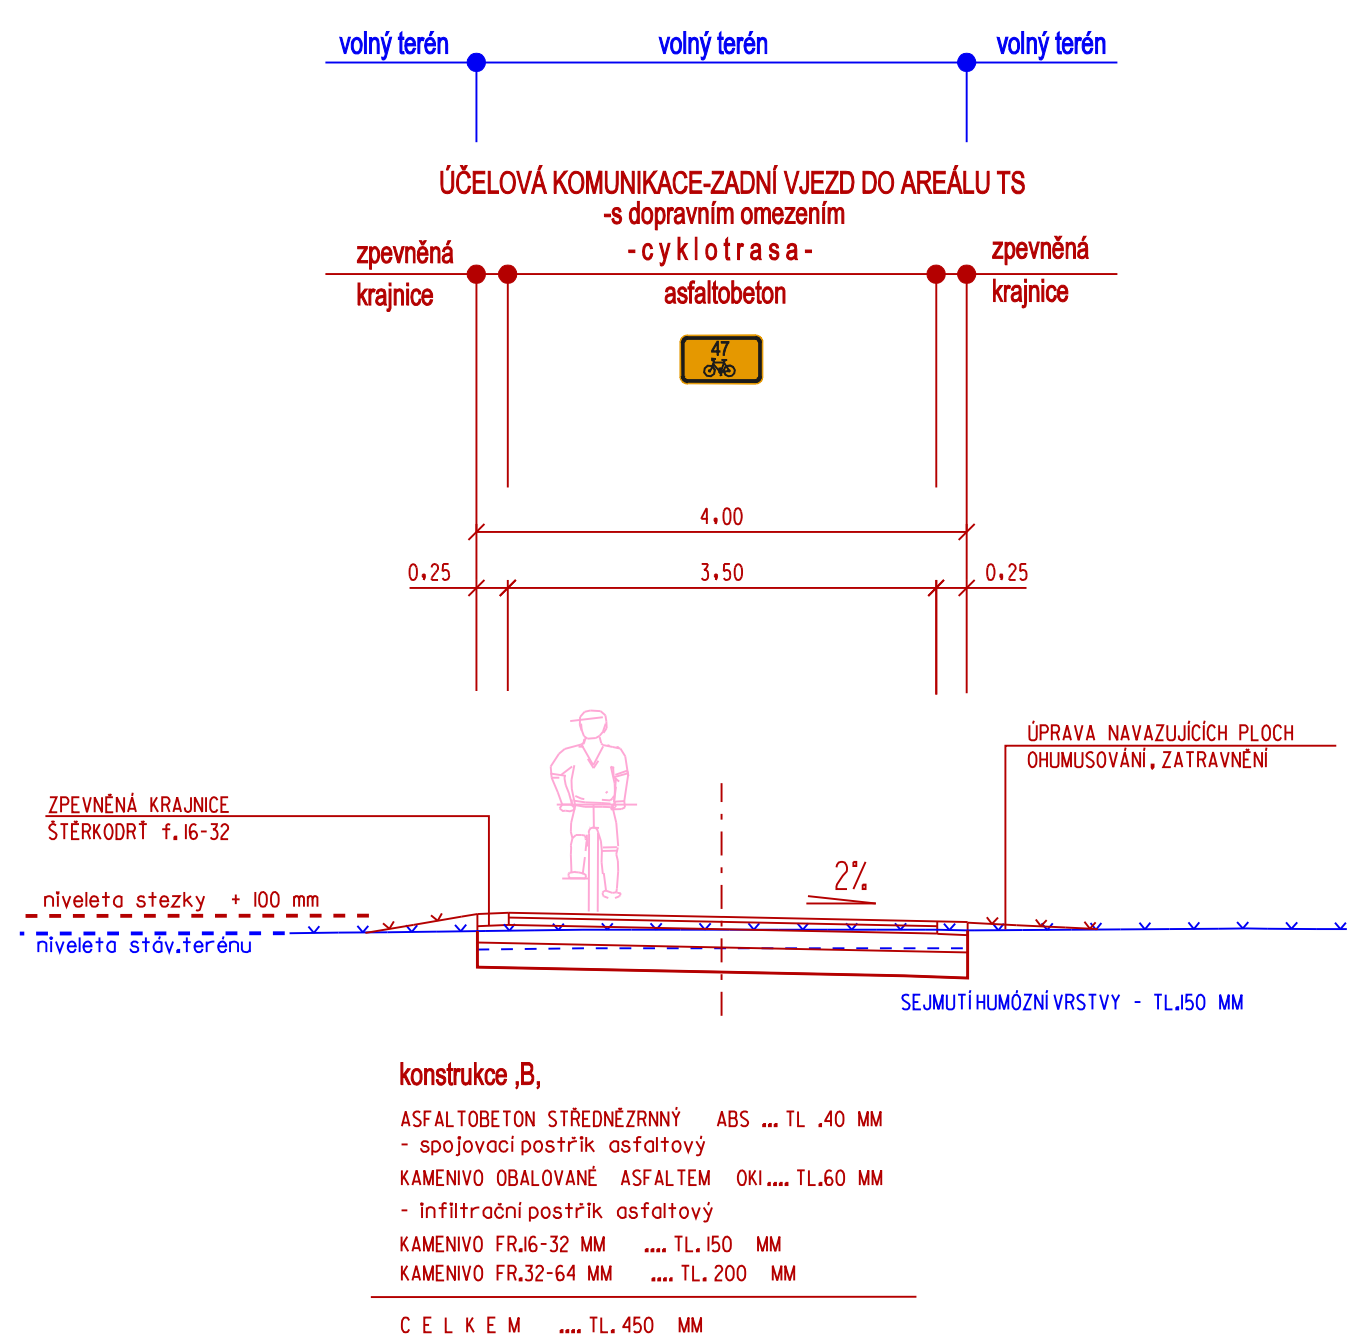 volný terén volný terén volný terén
ÚČELOVÁ KOMUNIKACE-ZADNÍ VJEZD DO AREÁLU TS
-s dopravním omezením
-cyklotrasa-
zpevněná zpevněná
krajnice asfaltobeton krajnice
47
4.00
0.25 3.50 0.25
ÚPRAVA NAVAZUJÍCÍCH PLOCH
OHUMUSOVÁNÍ, ZATRAVNĚNÍ
ZPEVNĚNÁ KRAJNICE
ŠTĚRKODRŤ f.16-32
2%
niveleta stezky + 100 mm
niveleta stáv.terénu
SEJMUTÍ HUMÓZNÍ VRSTVY - TL.150 MM
konstrukce ,B,
ASFALTOBETON STŘEDNĚZRNNÝ ABS ... TL .40 MM
- spojovací postřik asfaltový
KAMENIVO OBALOVANÉ ASFALTEM OKI.... TL.60 MM
- infiltrační postřik asfaltový
KAMENIVO FR.16-32 MM .... TL. 150 MM
KAMENIVO FR.32-64 MM .... TL. 200 MM
C E L K E M .... TL. 450 MM